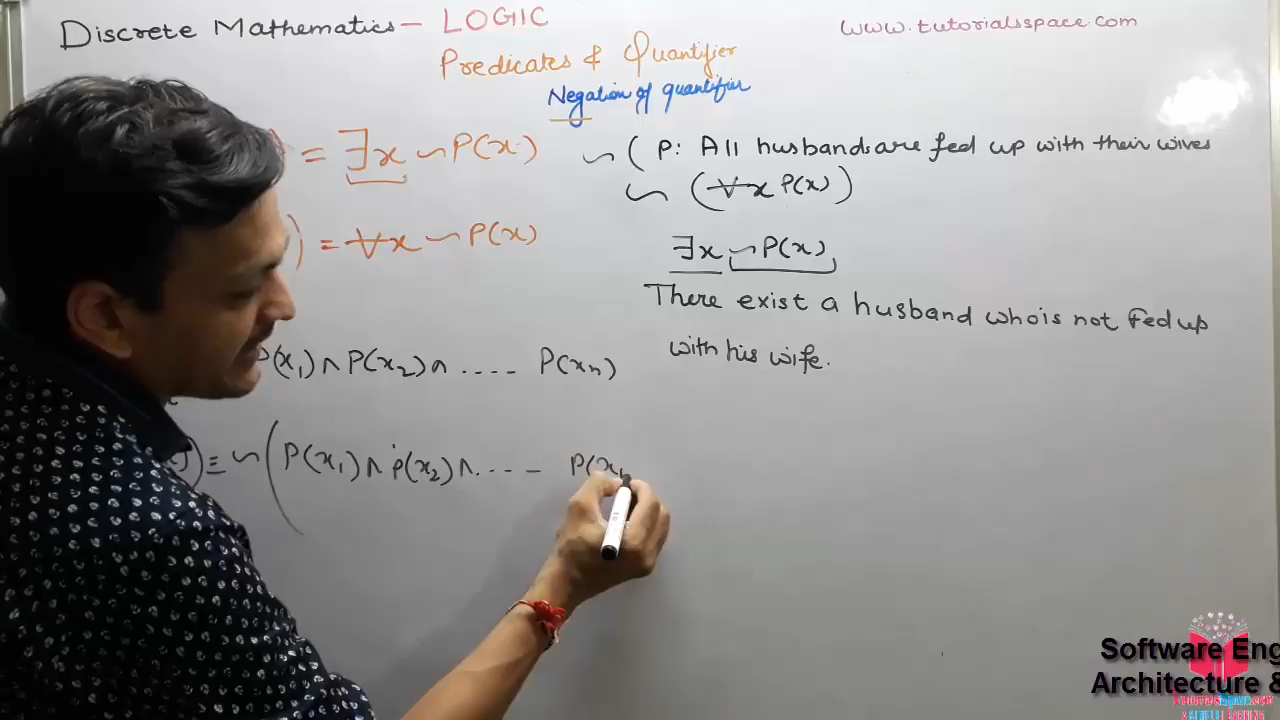 Discrete Mathematics - LOGIC
www.tutorialsspace.com
Predicates & Quantifier
Negation of quantifier
) = ∃x ~P(x)
) = ∀x ~P(x)
~( P: All husbands are fed up with their wives
~ (∀x P(x))
∃x ~P(x)
There exist a husband who is not Fed up
with his wife.
P(x₁) ∧ P(x₂) ∧ .... P(xₙ)
) ≡ ~( P(x₁) ∧ P(x₂) ∧ .... P(xₙ
Software Eng
Architecture &